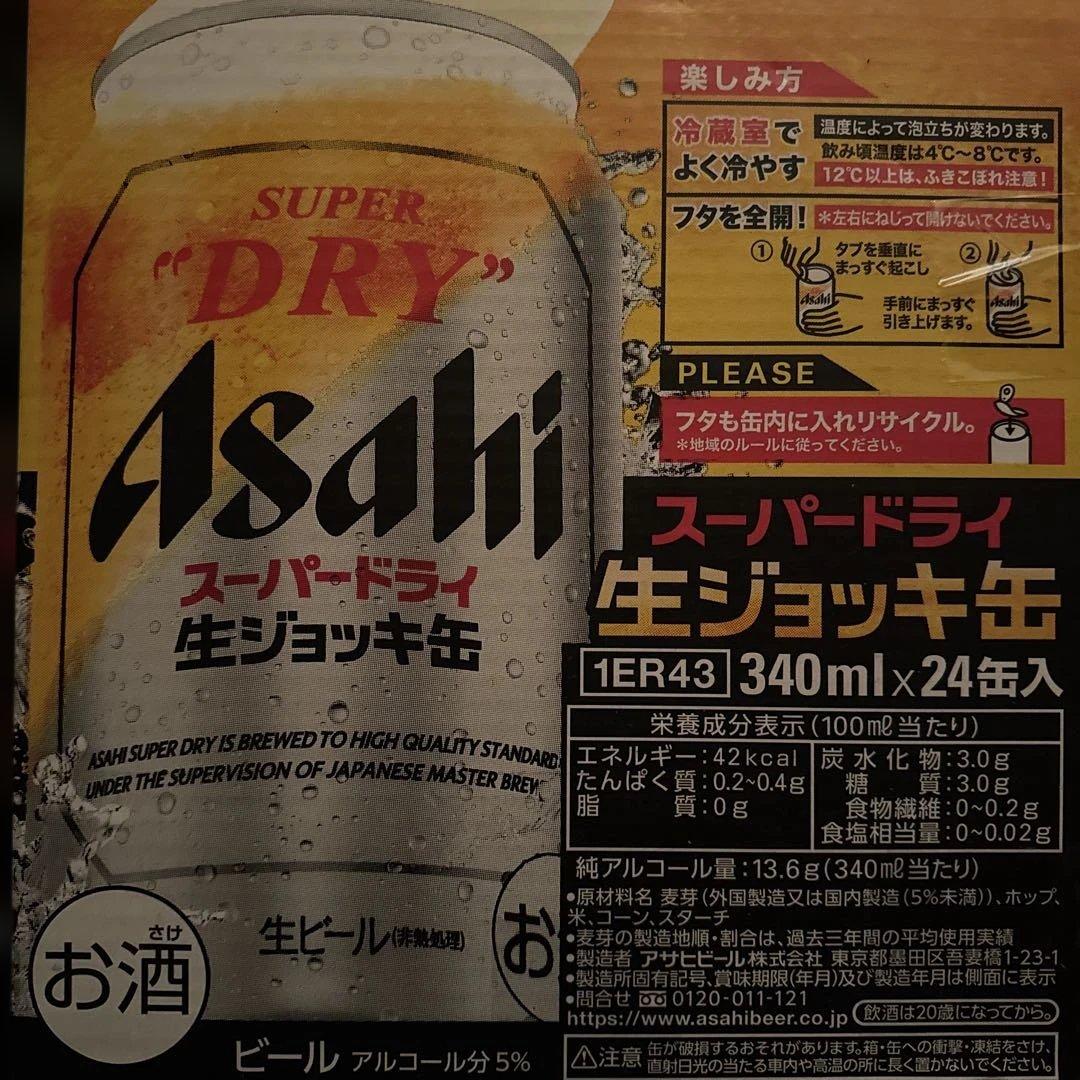 SUPER
"DRY"
Asahi
スーパードライ
生ジョッキ缶
ASAHI SUPER DRY IS BREWED TO HIGH QUALITY STANDARD
UNDER THE SUPERVISION OF JAPANESE MASTER BREW
生ビール(非熱処理)
お
さけ
お酒
ビール アルコール分5%
楽しみ方
冷蔵室で
よく冷やす
温度によって泡立ちが変わります。
飲み頃温度は4℃〜8℃です。
12℃以上は、ふきこぼれ注意!
フタを全開! *左右にねじって開けないでください。
① タブを垂直に
まっすぐ起こし
Asahi
② 手前にまっすぐ
引き上げます。
Asahi
PLEASE
フタも缶内に入れリサイクル。
*地域のルールに従ってください。
スーパードライ
生ジョッキ缶
1ER43 340ml×24缶入
栄養成分表示(100㎖当たり)
エネルギー:42kcal
たんぱく質:0.2~0.4g
脂質:0g
炭水化物:3.0g
糖質:3.0g
食物繊維:0~0.2g
食塩相当量:0~0.02g
純アルコール量:13.6g(340㎖当たり)
•原材料名 麦芽(外国製造又は国内製造(5%未満))、ホップ、
米、コーン、スターチ
•麦芽の製造地順・割合は、過去三年間の平均使用実績
•製造者 アサヒビール株式会社 東京都墨田区吾妻橋1-23-1
•製造所固有記号、賞味期限(年月)及び製造年月は側面に表示
•問合せ 0120-011-121
https://www.asahibeer.co.jp 飲酒は20歳になってから。
⚠注意 缶が破損するおそれがあります。箱・缶への衝撃・凍結をさけ、
直射日光の当たる車内や高温の所に長く置かないでください。